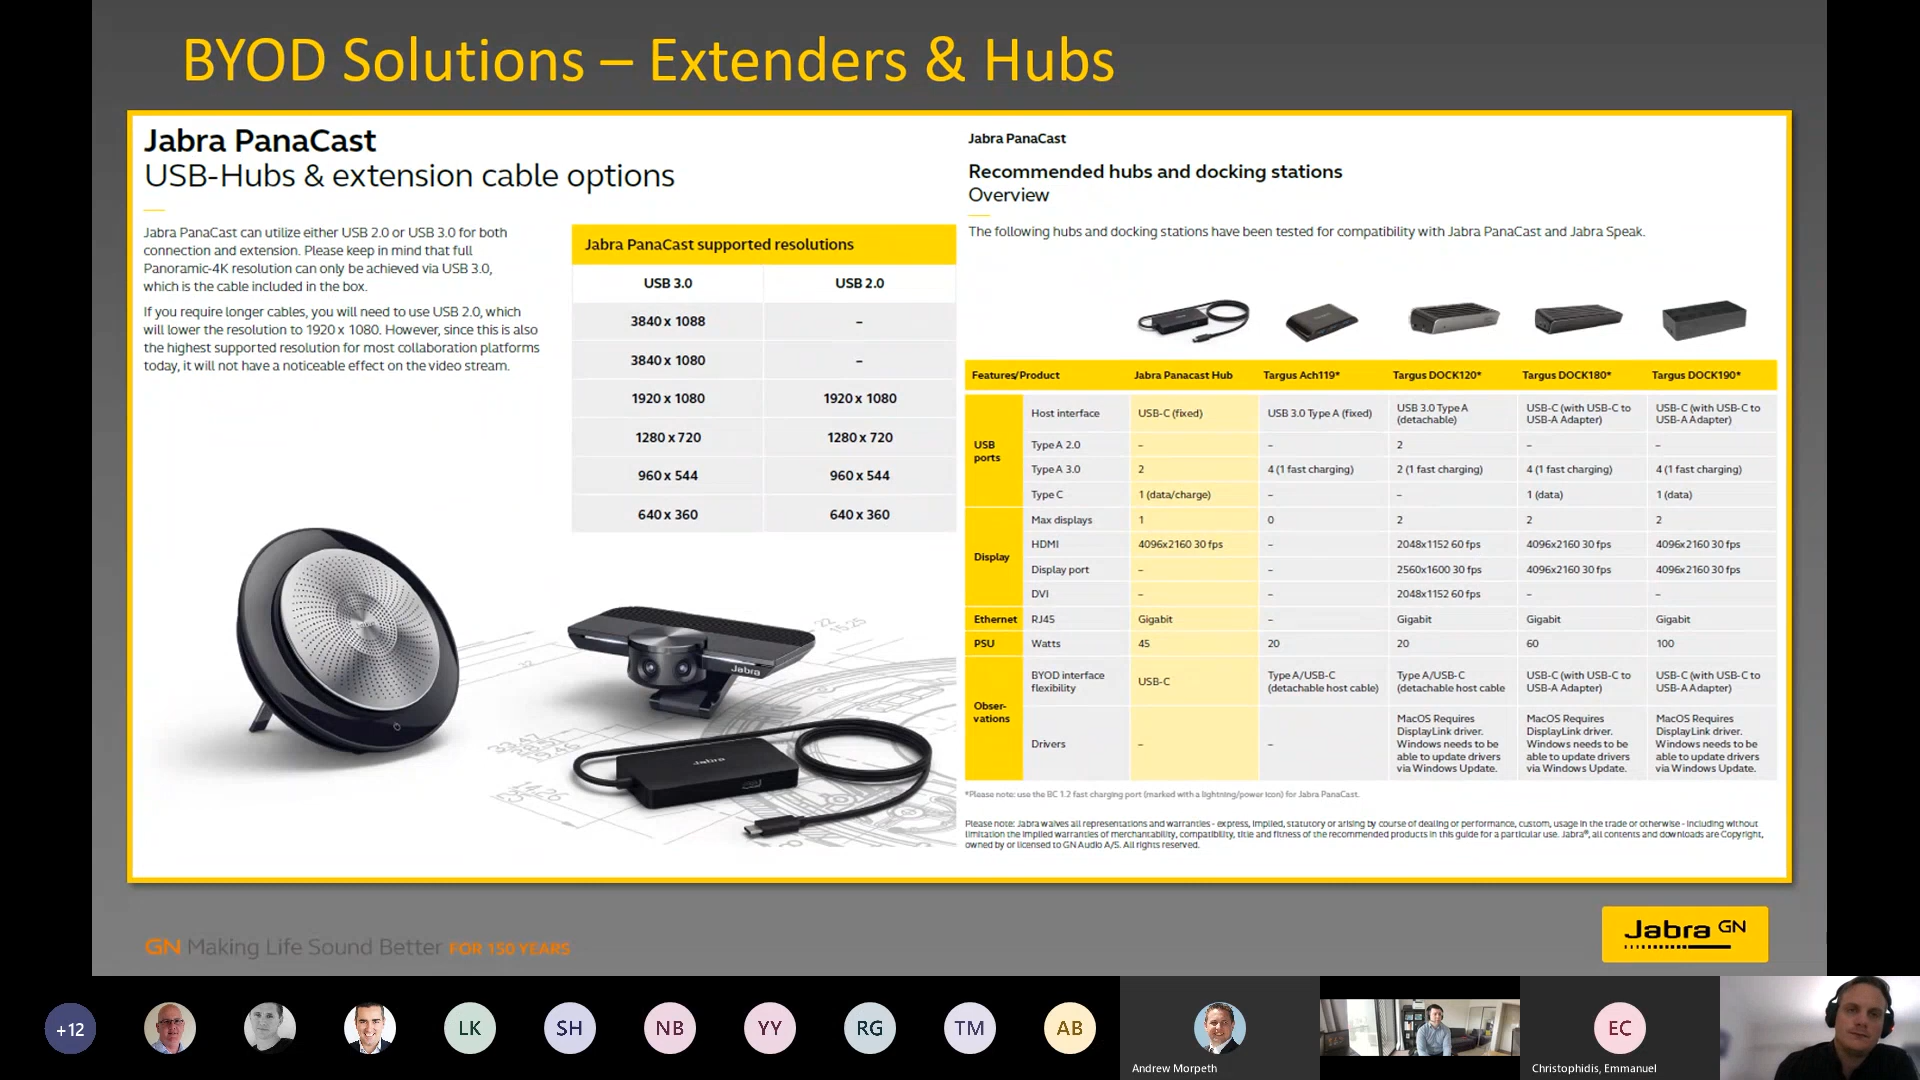 BYOD Solutions – Extenders & Hubs
Jabra PanaCast
USB-Hubs & extension cable options
Jabra PanaCast can utilize either USB 2.0 or USB 3.0 for both
connection and extension. Please keep in mind that full
Panoramic-4K resolution can only be achieved via USB 3.0,
which is the cable included in the box.
If you require longer cables, you will need to use USB 2.0, which
will lower the resolution to 1920 x 1080. However, since this is also
the highest supported resolution for most collaboration platforms
today, it will not have a noticeable effect on the video stream.
Jabra PanaCast supported resolutions
USB 3.0 USB 2.0
3840 x 1088 –
3840 x 1080 –
1920 x 1080 1920 x 1080
1280 x 720 1280 x 720
960 x 544 960 x 544
640 x 360 640 x 360
Jabra
Jabra
Jabra PanaCast
Recommended hubs and docking stations
Overview
The following hubs and docking stations have been tested for compatibility with Jabra PanaCast and Jabra Speak.
Features/Product Jabra Panacast Hub Targus Ach119* Targus DOCK120* Targus DOCK180* Targus DOCK190*
USB
ports
Host interface USB-C (fixed) USB 3.0 Type A (fixed) USB 3.0 Type A
(detachable) USB-C (with USB-C to
USB-A Adapter) USB-C (with USB-C to
USB-A Adapter)
Type A 2.0 – – 2 – –
Type A 3.0 2 4 (1 fast charging) 2 (1 fast charging) 4 (1 fast charging) 4 (1 fast charging)
Type C 1 (data/charge) – – 1 (data) 1 (data)
Display
Max displays 1 0 2 2 2
HDMI 4096x2160 30 fps – 2048x1152 60 fps 4096x2160 30 fps 4096x2160 30 fps
Display port – – 2560x1600 30 fps 4096x2160 30 fps 4096x2160 30 fps
DVI – – 2048x1152 60 fps – –
Ethernet RJ45 Gigabit – Gigabit Gigabit Gigabit
PSU Watts 45 20 20 60 100
Obser-
vations
BYOD interface
flexibility USB-C Type A/USB-C
(detachable host cable) Type A/USB-C
(detachable host cable USB-C (with USB-C to
USB-A Adapter) USB-C (with USB-C to
USB-A Adapter)
Drivers – – MacOS Requires
DisplayLink driver.
Windows needs to be
able to update drivers
via Windows Update. MacOS Requires
DisplayLink driver.
Windows needs to be
able to update drivers
via Windows Update. MacOS Requires
DisplayLink driver.
Windows needs to be
able to update drivers
via Windows Update.
*Please note: use the BC 1.2 fast charging port (marked with a lightning/power icon) for Jabra PanaCast.
Please note: Jabra waives all representations and warranties - express, implied, statutory or arising by course of dealing or performance, custom, usage in the trade or otherwise - including without
limitation the implied warranties of merchantability, compatibility, title and fitness of the recommended products in this guide for a particular use. Jabra®, all contents and downloads are Copyright,
owned by or licensed to GN Audio A/S. All rights reserved.
GN Making Life Sound Better FOR 150 YEARS
Jabra GN
+12 LK SH NB YY RG TM AB EC
Andrew Morpeth Christophidis, Emmanuel